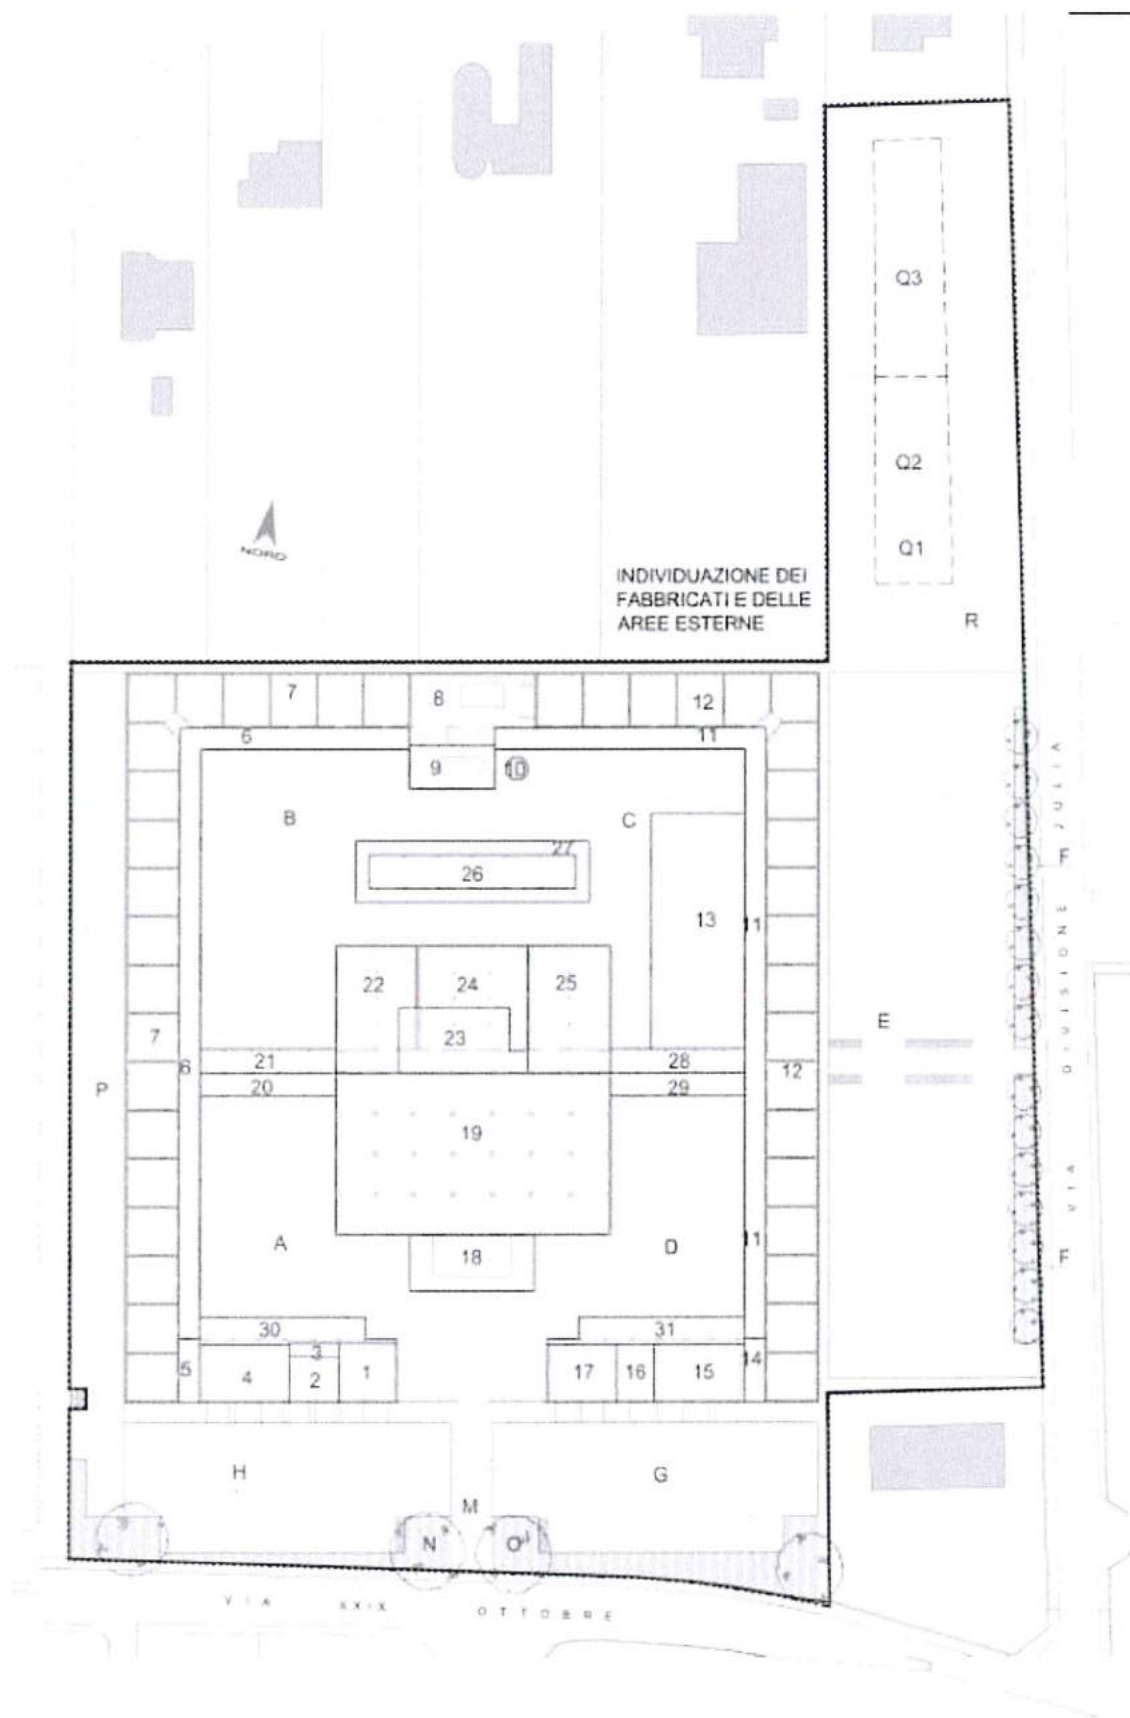 Q3
Q2
NORD
Q1
INDIVIDUAZIONE DEI
FABBRICATI E DELLE
AREE ESTERNE
R
7
8
12
6
11
9
10
B
C
27
26
13
11
22
24
25
E
7
23
21
28
6
12
P
20
29
19
A
D
11
18
30
31
5
4
3
2
1
17
16
15
14
H
G
M
N
O
F
F
VIA DIVISIONE JULIA
VIA XXIX OTTOBRE